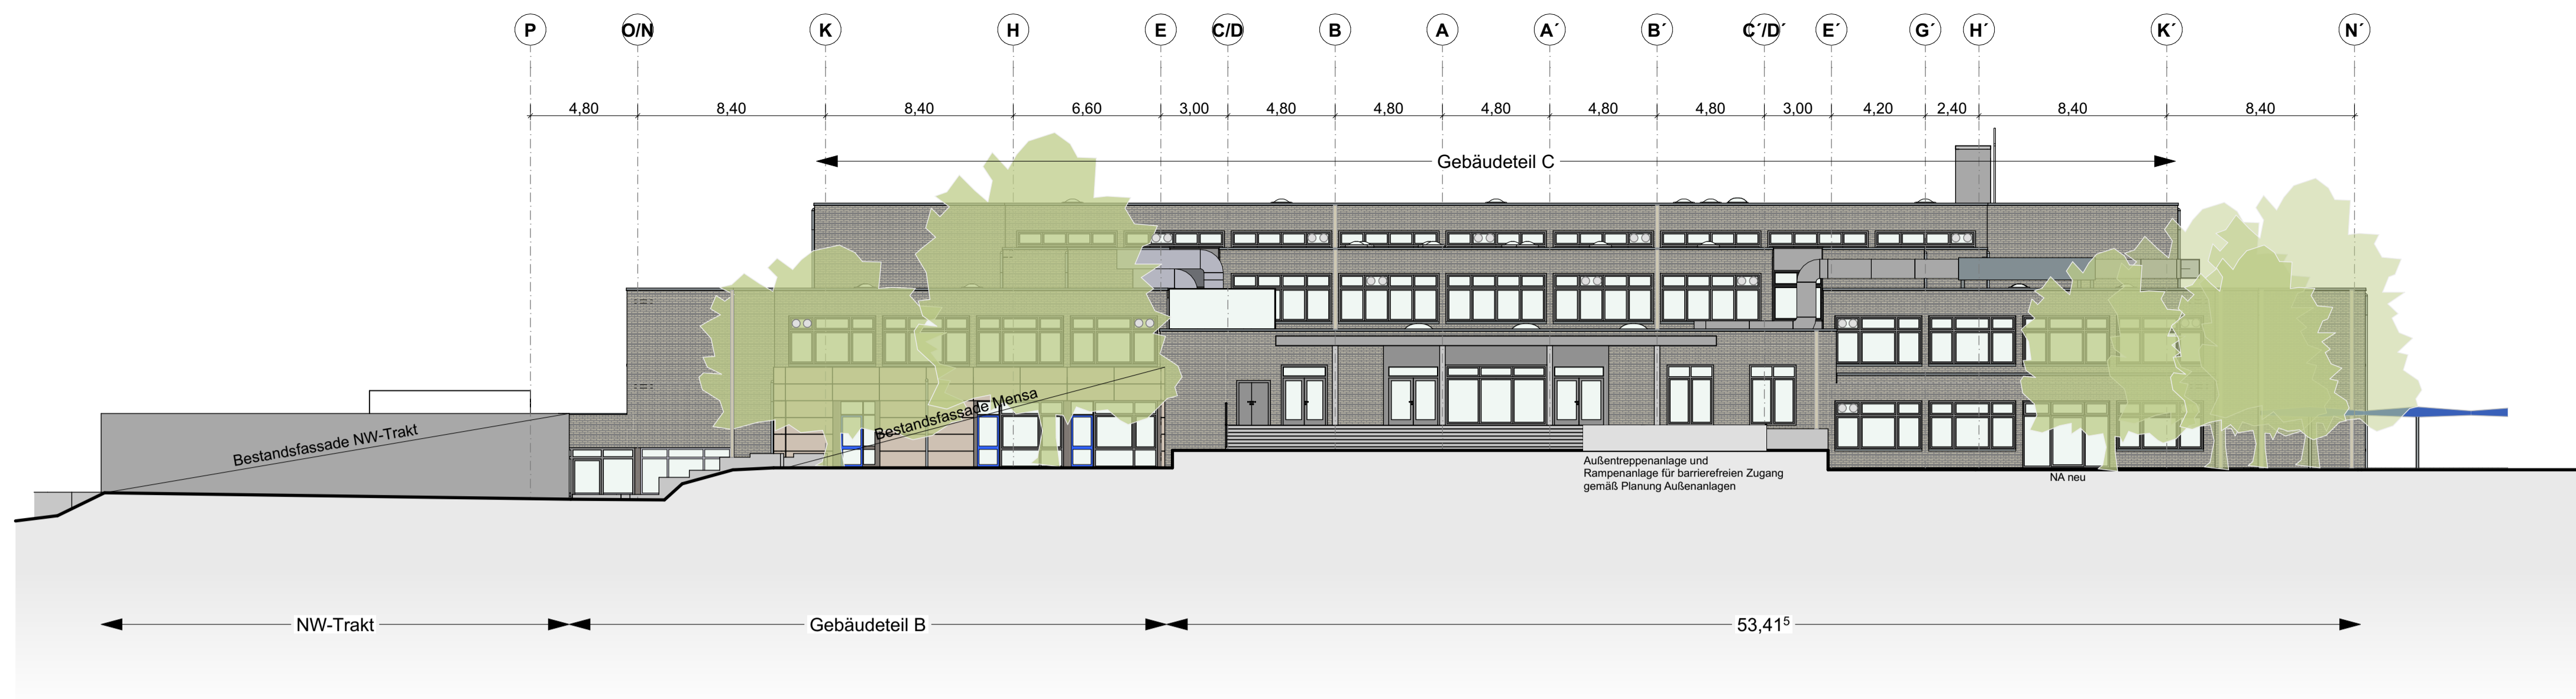 P O/N K H E C/D B A A´ B´ C´/D´ E´ G´ H´ K´ N´
4,80 8,40 8,40 6,60 3,00 4,80 4,80 4,80 4,80 4,80 3,00 4,20 2,40 8,40 8,40
Gebäudeteil C
Bestandsfassade NW-Trakt
Bestandsfassade Mensa
Außentreppenanlage und
Rampenanlage für barrierefreien Zugang
gemäß Planung Außenanlagen
NA neu
NW-Trakt Gebäudeteil B 53,41⁵